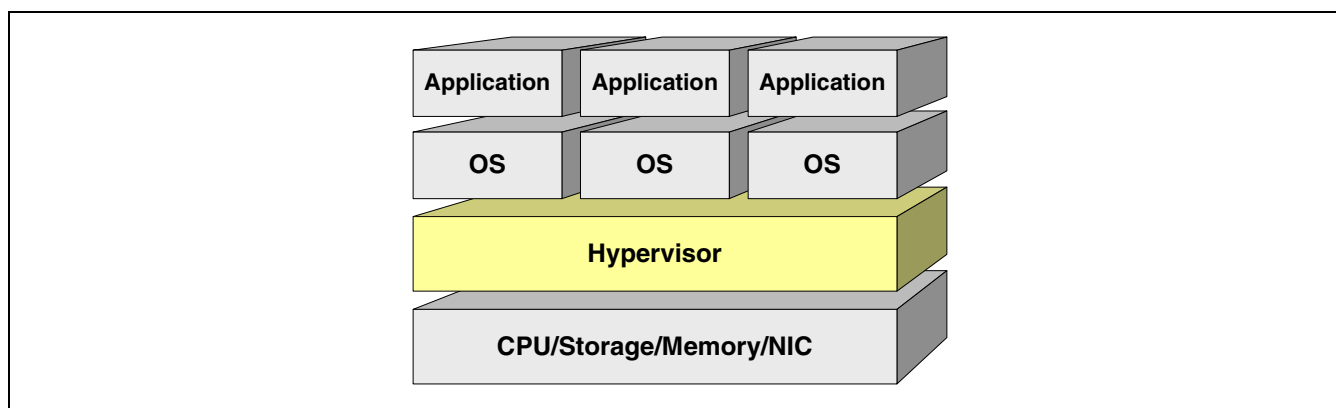 Application Application Application
OS OS OS
Hypervisor
CPU/Storage/Memory/NIC